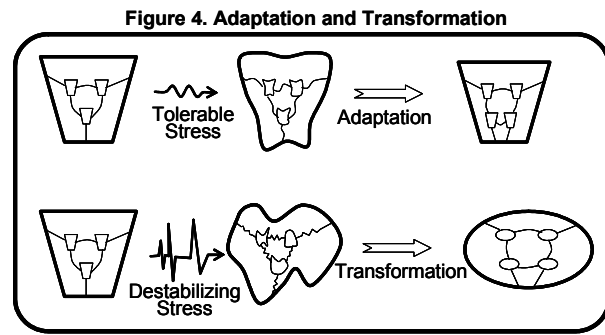 Figure 4. Adaptation and Transformation
Tolerable
Stress
Adaptation
Destabilizing
Stress
Transformation